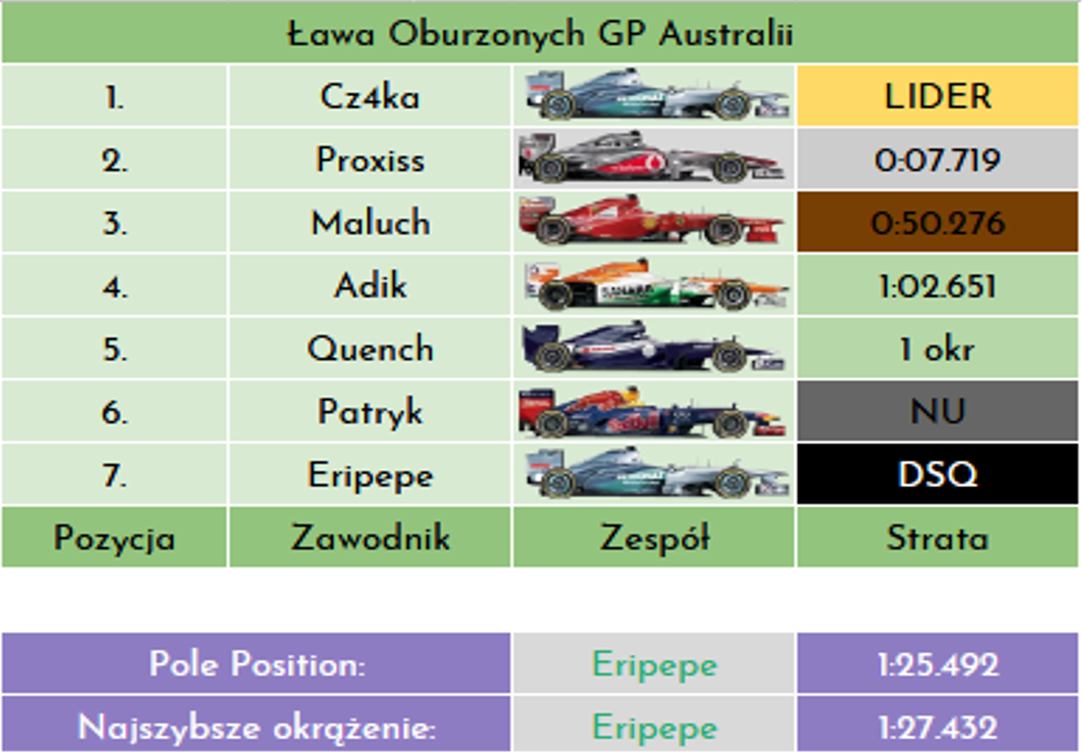 Ława Oburzonych GP Australii
1. Cz4ka LIDER
2. Proxiss 0:07.719
3. Maluch 0:50.276
4. Adik 1:02.651
5. Quench 1 okr
6. Patryk NU
7. Eripepe DSQ
Pozycja Zawodnik Zespół Strata
Pole Position: Eripepe 1:25.492
Najszybsze okrążenie: Eripepe 1:27.432